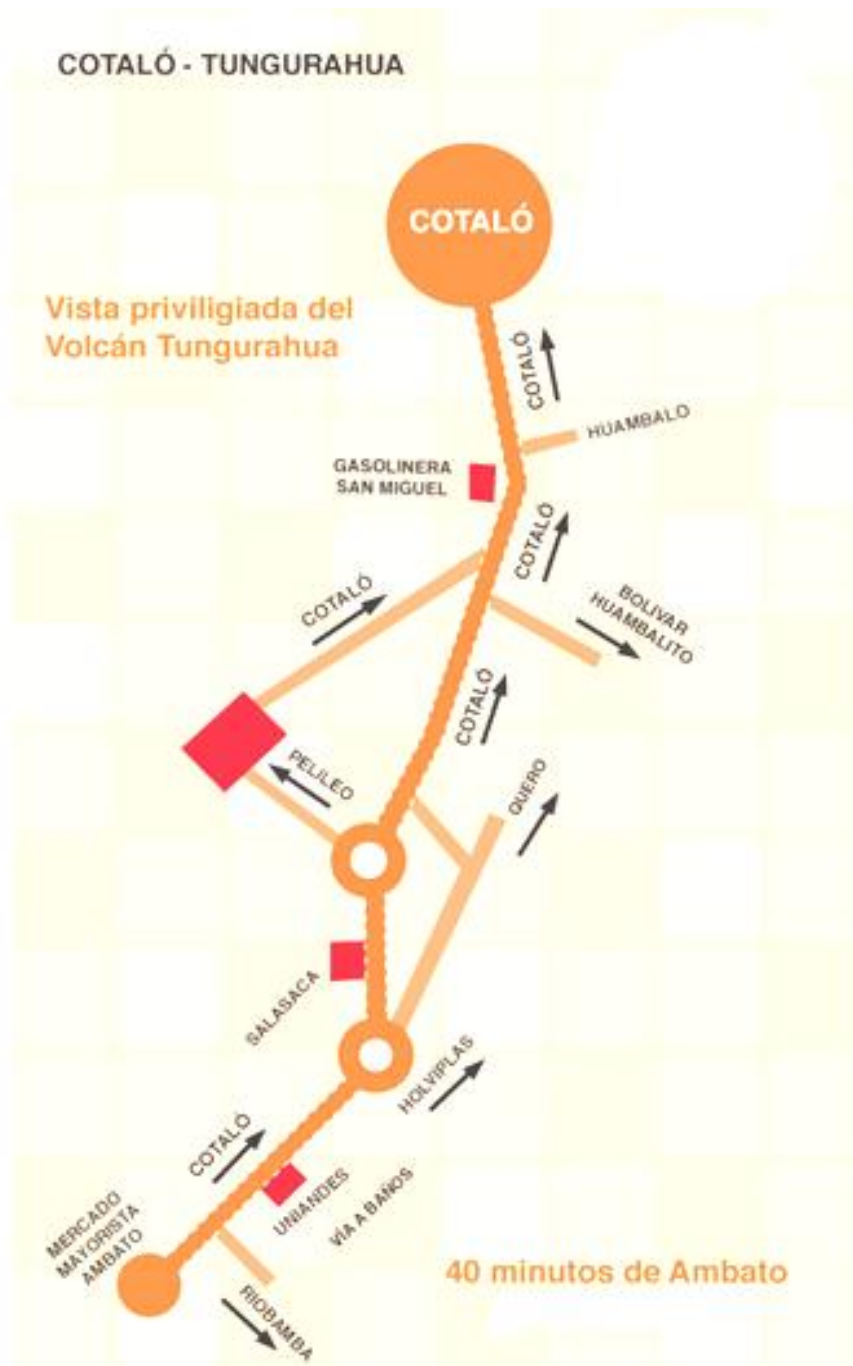 COTALÓ - TUNGURAHUA
COTALÓ
Vista priviligiada del
Volcán Tungurahua
COTALÓ
HUAMBALO
GASOLINERA
SAN MIGUEL
COTALÓ
COTALÓ
BOLIVAR
HUAMBALITO
COTALÓ
PELILEO
QUERO
SALASACA
HOLVIPLAS
COTALÓ
UNIANDES
VÍA A BAÑOS
MERCADO
MAYORISTA
AMBATO
RIOBAMBA
40 minutos de Ambato